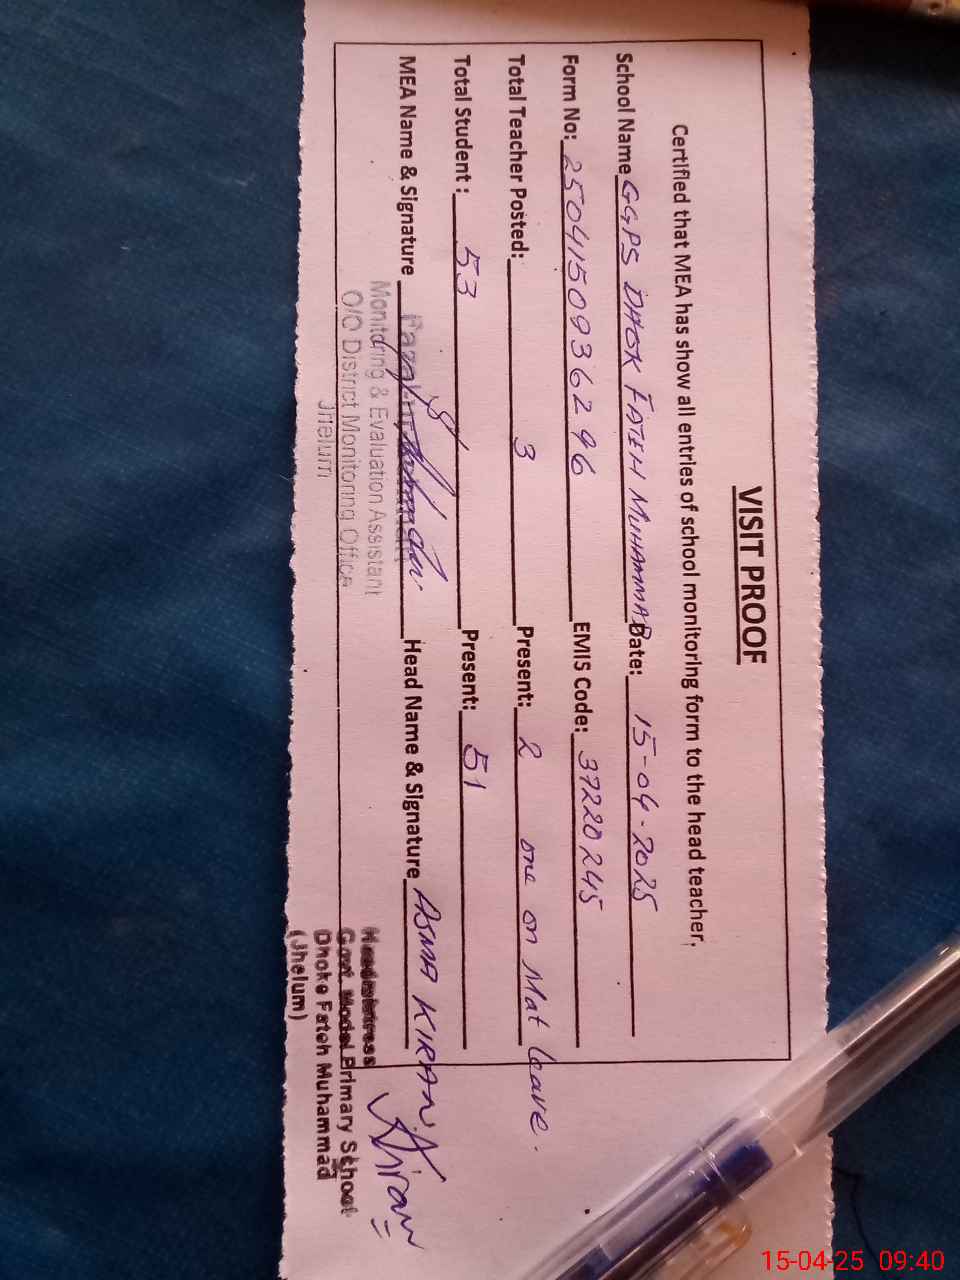 VISIT PROOF
Certified that MEA has show all entries of school monitoring form to the head teacher.
School Name GGPS DHOK FATEH MUHAMMAD Date: 15-04-2025
Form No: 2504150936296 EMIS Code: 37220245
Total Teacher Posted: 3 Present: 2 one on Mat leave.
Total Student : 53 Present: 51
MEA Name & Signature Head Name & Signature ASMA KIRAN Kiran
Monitoring & Evaluation Assistant
O/O District Monitoring Office
Jhelum
Headmistress
Govt. Model Primary School
Dhoke Fateh Muhammad
(Jhelum)
15-04-25 09:40